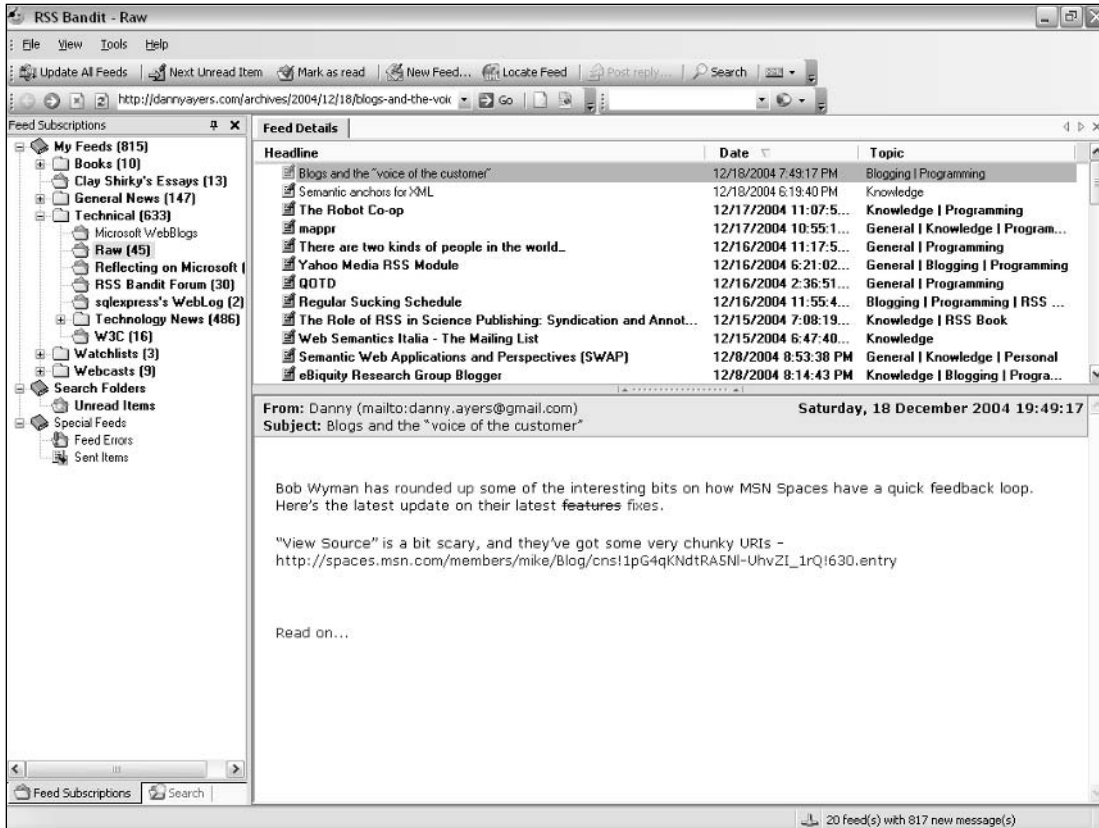 RSS Bandit - Raw
File View Tools Help
Update All Feeds Next Unread Item Mark as read New Feed... Locate Feed Post reply... Search
http://dannyayers.com/archives/2004/12/18/blogs-and-the-voic Go
Feed Subscriptions
My Feeds (815)
Books (10)
Clay Shirky's Essays (13)
General News (147)
Technical (633)
Microsoft WebBlogs
Raw (45)
Reflecting on Microsoft (
RSS Bandit Forum (30)
sqlexpress's WebLog (2)
Technology News (486)
W3C (16)
Watchlists (3)
Webcasts (9)
Search Folders
Unread Items
Special Feeds
Feed Errors
Sent Items
Feed Subscriptions Search
Feed Details
Headline Date Topic
Blogs and the "voice of the customer" 12/18/2004 7:49:17 PM Blogging | Programming
Semantic anchors for XML 12/18/2004 6:19:40 PM Knowledge
The Robot Co-op 12/17/2004 11:07:5... Knowledge | Programming
mappr 12/17/2004 10:55:1... General | Knowledge | Program...
There are two kinds of people in the world_ 12/16/2004 11:17:5... General | Programming
Yahoo Media RSS Module 12/16/2004 6:21:02... General | Blogging | Programming
QOTD 12/16/2004 2:36:51... General | Programming
Regular Sucking Schedule 12/16/2004 11:55:4... Blogging | Programming | RSS ...
The Role of RSS in Science Publishing: Syndication and Annot... 12/15/2004 7:08:19... Knowledge | RSS Book
Web Semantics Italia - The Mailing List 12/15/2004 6:47:40... Knowledge
Semantic Web Applications and Perspectives (SWAP) 12/8/2004 8:53:38 PM General | Knowledge | Personal
eBiquity Research Group Blogger 12/8/2004 8:14:43 PM Knowledge | Blogging | Progra...
From: Danny (mailto:danny.ayers@gmail.com) Saturday, 18 December 2004 19:49:17
Subject: Blogs and the "voice of the customer"
Bob Wyman has rounded up some of the interesting bits on how MSN Spaces have a quick feedback loop.
Here's the latest update on their latest features fixes.
"View Source" is a bit scary, and they've got some very chunky URIs -
http://spaces.msn.com/members/mike/Blog/cns!1pG4qKNdtRA5Nl-UhvZI_1rQ!630.entry
Read on...
20 feed(s) with 817 new message(s)